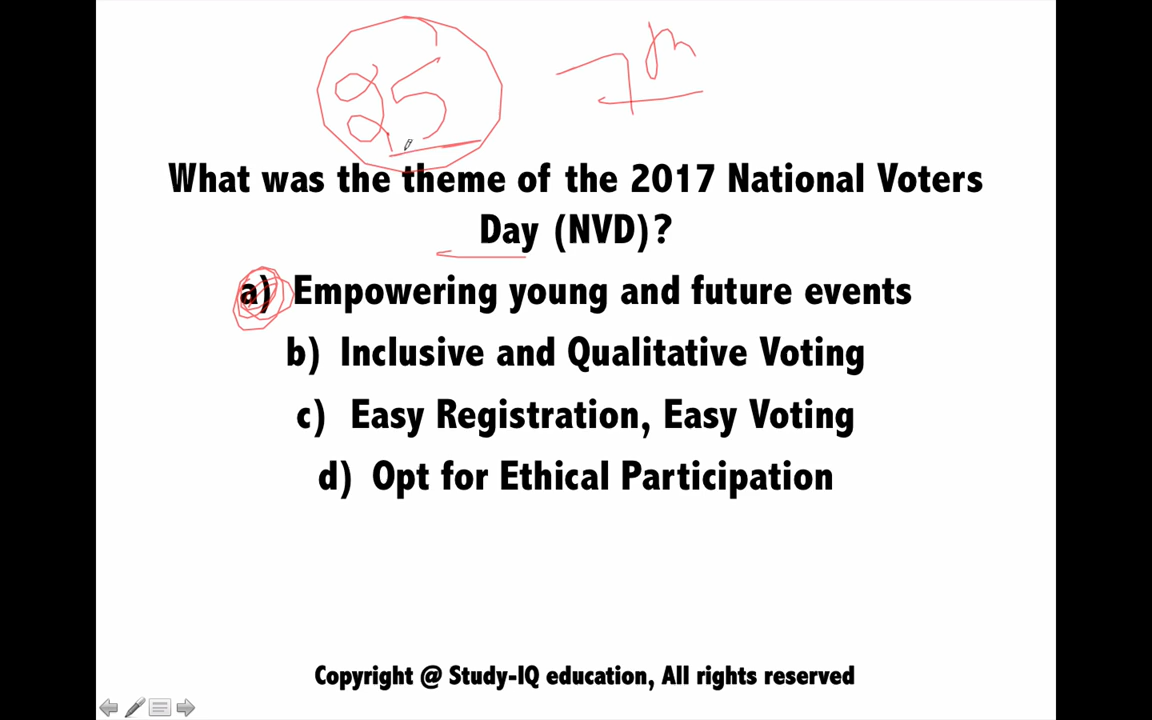 25
7th
What was the theme of the 2017 National Voters
Day (NVD)?
a) Empowering young and future events
b) Inclusive and Qualitative Voting
c) Easy Registration, Easy Voting
d) Opt for Ethical Participation
Copyright @ Study-IQ education, All rights reserved